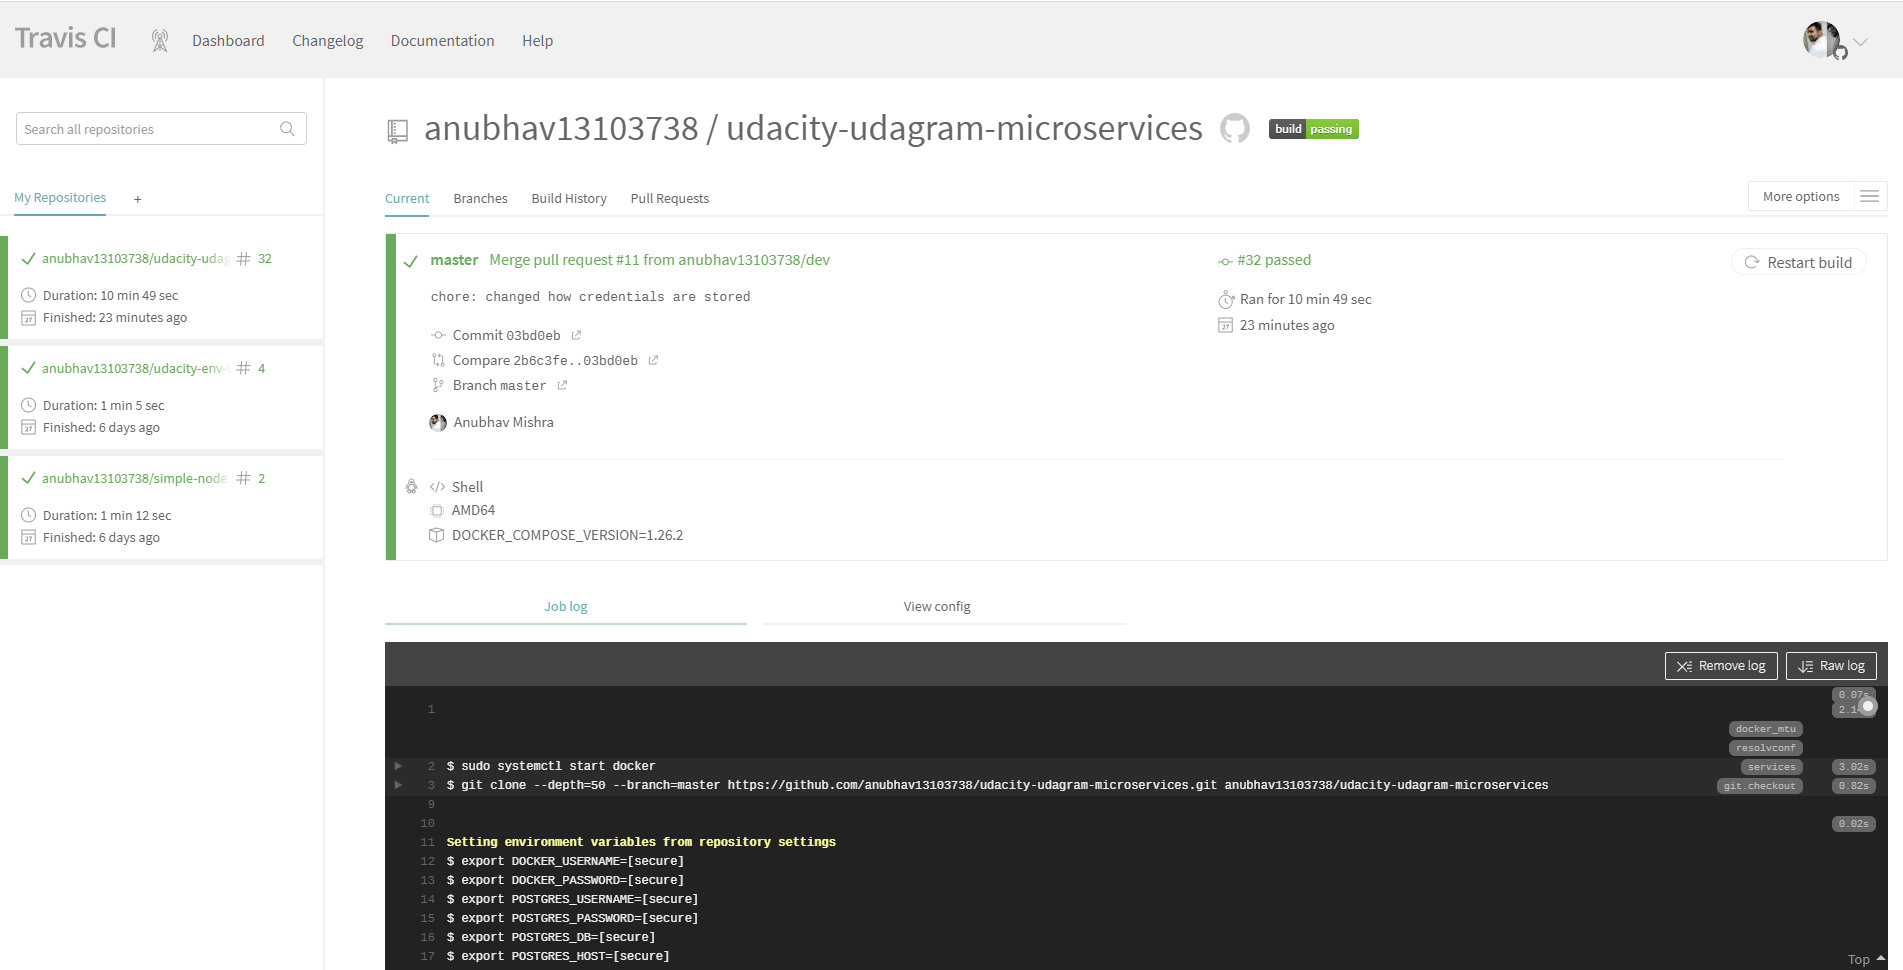 Travis CI
Dashboard
Changelog
Documentation
Help
Search all repositories
My Repositories
+
anubhav13103738/udacity-udag
# 32
Duration: 10 min 49 sec
Finished: 23 minutes ago
anubhav13103738/udacity-env-
# 4
Duration: 1 min 5 sec
Finished: 6 days ago
anubhav13103738/simple-node
# 2
Duration: 1 min 12 sec
Finished: 6 days ago
anubhav13103738 / udacity-udagram-microservices
build passing
Current
Branches
Build History
Pull Requests
More options
master Merge pull request #11 from anubhav13103738/dev
chore: changed how credentials are stored
Commit 03bd0eb
Compare 2b6c3fe..03bd0eb
Branch master
Anubhav Mishra
#32 passed
Ran for 10 min 49 sec
23 minutes ago
Restart build
</> Shell
AMD64
DOCKER_COMPOSE_VERSION=1.26.2
Job log
View config
Remove log
Raw log
0.07s
1
docker_mtu
resolvconf
2 $ sudo systemctl start docker services 3.02s
3 $ git clone --depth=50 --branch=master https://github.com/anubhav13103738/udacity-udagram-microservices.git anubhav13103738/udacity-udagram-microservices git.checkout 0.82s
9
10 0.02s
11 Setting environment variables from repository settings
12 $ export DOCKER_USERNAME=[secure]
13 $ export DOCKER_PASSWORD=[secure]
14 $ export POSTGRES_USERNAME=[secure]
15 $ export POSTGRES_PASSWORD=[secure]
16 $ export POSTGRES_DB=[secure]
17 $ export POSTGRES_HOST=[secure]
Top